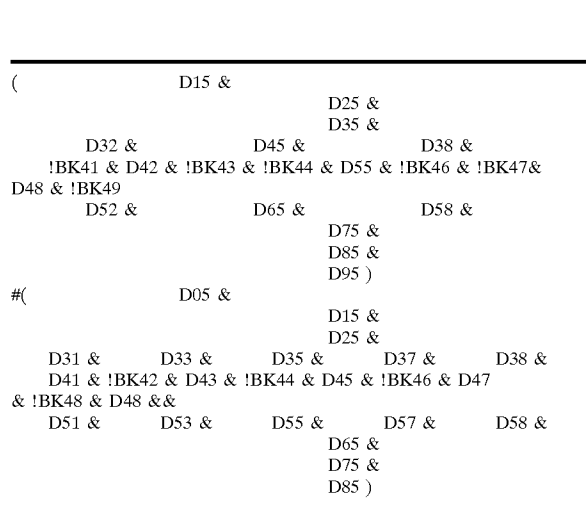 ( D15 &
D25 &
D35 &
D32 & D45 & D38 &
!BK41 & D42 & !BK43 & !BK44 & D55 & !BK46 & !BK47&
D48 & !BK49
D52 & D65 & D58 &
D75 &
D85 &
D95 )
#( D05 &
D15 &
D25 &
D31 & D33 & D35 & D37 & D38 &
D41 & !BK42 & D43 & !BK44 & D45 & !BK46 & D47
& !BK48 & D48 &&
D51 & D53 & D55 & D57 & D58 &
D65 &
D75 &
D85 )